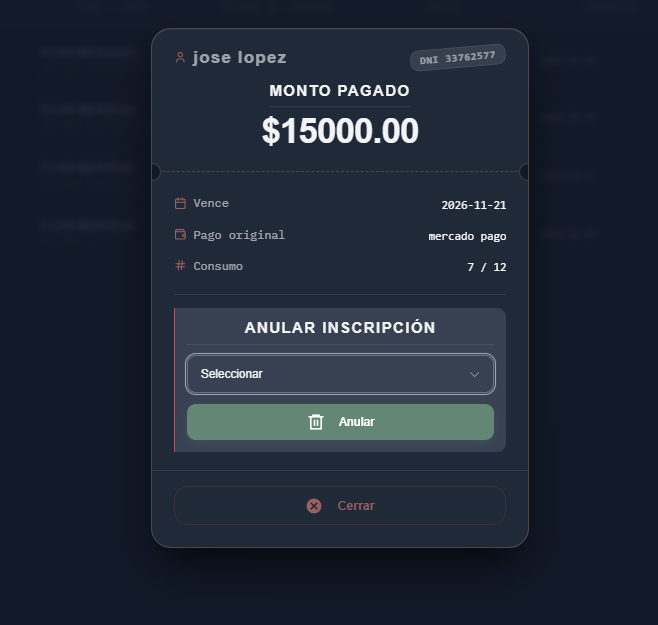 jose lopez DNI 33762577
MONTO PAGADO
$15000.00
Vence 2026-11-21
Pago original mercado pago
Consumo 7 / 12
ANULAR INSCRIPCIÓN
Seleccionar
Anular
Cerrar